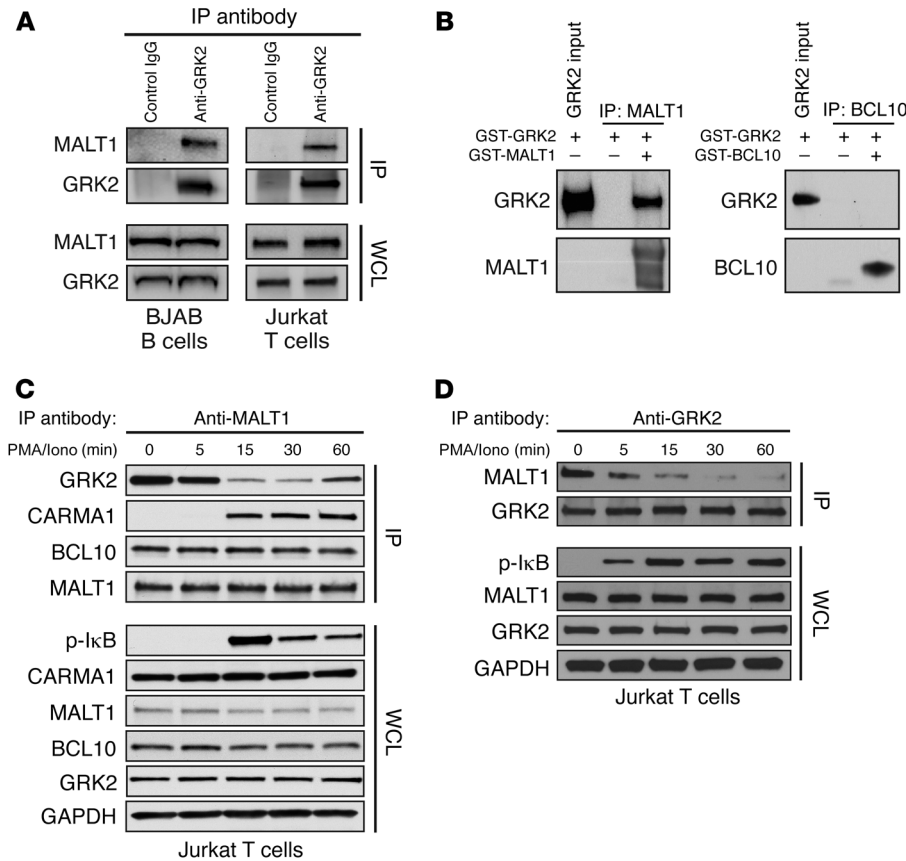 A
IP antibody
Control IgG
Anti-GRK2
Control IgG
Anti-GRK2
MALT1
GRK2
IP
MALT1
GRK2
WCL
BJAB
B cells
Jurkat
T cells
B
GRK2 input
IP: MALT1
GST-GRK2 + + +
GST-MALT1 – – +
GRK2
MALT1
GRK2 input
IP: BCL10
GST-GRK2 + + +
GST-BCL10 – – +
GRK2
BCL10
C
IP antibody: Anti-MALT1
PMA/Iono (min) 0 5 15 30 60
GRK2
CARMA1
BCL10
MALT1
IP
p-IκB
CARMA1
MALT1
BCL10
GRK2
GAPDH
WCL
Jurkat T cells
D
IP antibody: Anti-GRK2
PMA/Iono (min) 0 5 15 30 60
MALT1
GRK2
IP
p-IκB
MALT1
GRK2
GAPDH
WCL
Jurkat T cells